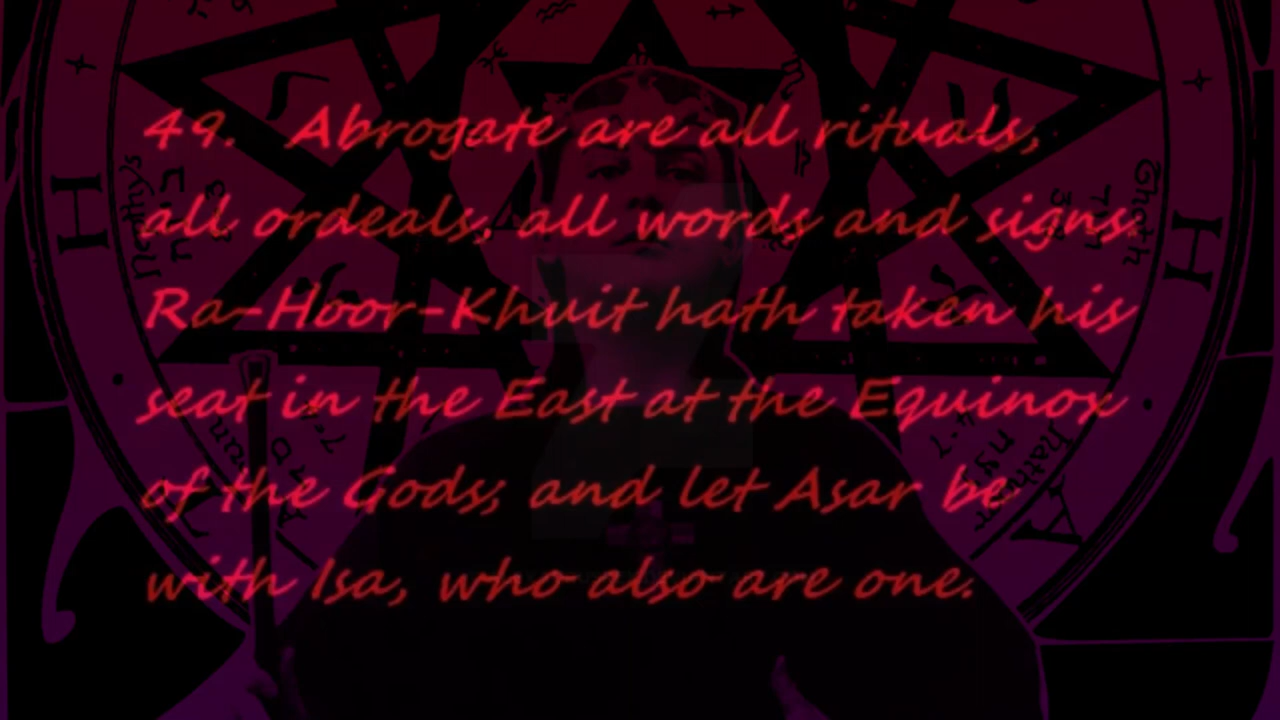 49. Abrogate are all rituals,
all ordeals, all words and signs.
Ra-Hoor-Khuit hath taken his
seat in the East at the Equinox
of the Gods; and let Asar be
with Isa, who also are one.